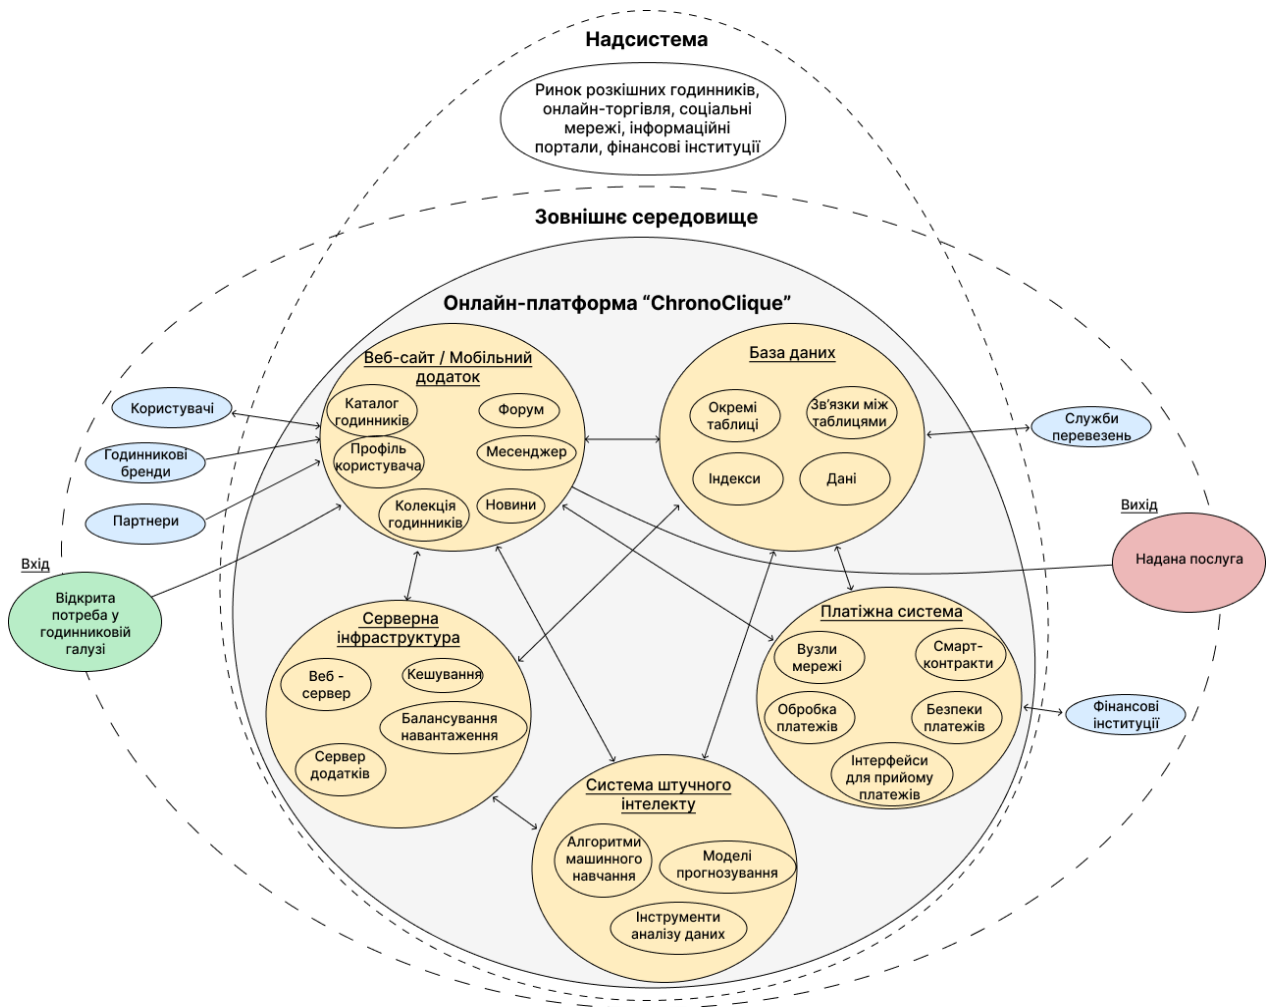 Надсистема
Ринок розкішних годинників,
онлайн-торгівля, соціальні
мережі, інформаційні
портали, фінансові інституції
Зовнішнє середовище
Онлайн-платформа “ChronoClique”
Веб-сайт / Мобільний
додаток
Каталог
годинників
Форум
Профіль
користувача
Месенджер
Колекція
годинників
Новини
База даних
Окремі
таблиці
Зв'язки між
таблицями
Індекси
Дані
Користувачі
Годинникові
бренди
Партнери
Вхід
Відкрита
потреба у
годинниковій
галузі
Служби
перевезень
Вихід
Надана послуга
Серверна
інфраструктура
Веб -
сервер
Кешування
Балансування
навантаження
Сервер
додатків
Платіжна система
Вузли
мережі
Смарт-
контракти
Обробка
платежів
Безпеки
платежів
Інтерфейси
для прийому
платежів
Фінансові
інституції
Система штучного
інтелекту
Алгоритми
машинного
навчання
Моделі
прогнозування
Інструменти
аналізу даних